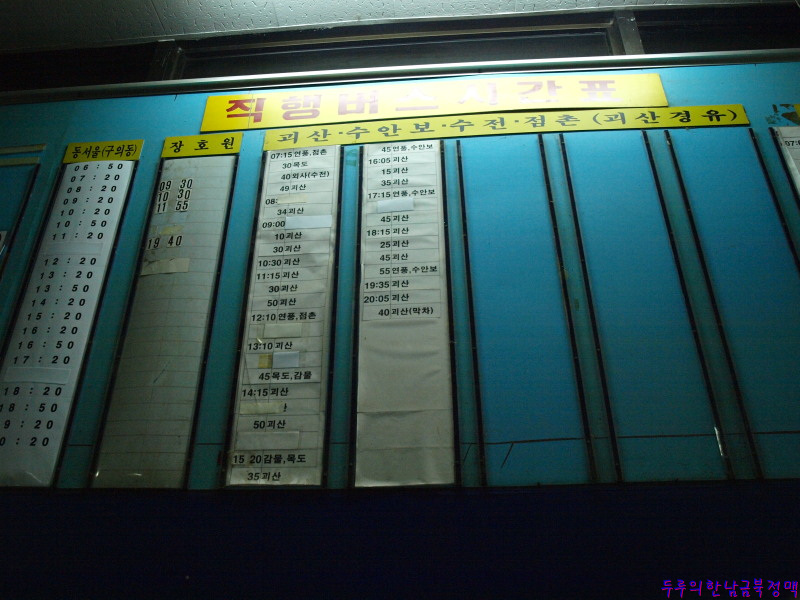 직행버스시간표
동서울(구의동)
06 : 50
07 : 20
08 : 20
09 : 20
10 : 20
10 : 50
11 : 20
12 : 20
13 : 20
13 : 50
14 : 20
15 : 20
16 : 20
16 : 50
17 : 20
18 : 20
18 : 50
9 : 20
0 : 20
장호원
09 30
10 30
11 55
19 40
괴산·수안보·수전·점촌 (괴산경유)
07:15 연풍,점촌
30 목도
40 외사(수전)
49 괴산
08:
34 괴산
09:00
10 괴산
30 괴산
10:30 괴산
11:15 괴산
30 괴산
50 괴산
12:10 연풍,점촌
13:10 괴산
45 목도,감물
14:15 괴산
50 괴산
15 20 감물,목도
35 괴산
45 연풍,수안보
16:05 괴산
15 괴산
35 괴산
17:15 연풍,수안보
45 괴산
18:15 괴산
25 괴산
45 괴산
55 연풍,수안보
19:35 괴산
20:05 괴산
40 괴산(막차)
두루의한남금북정맥